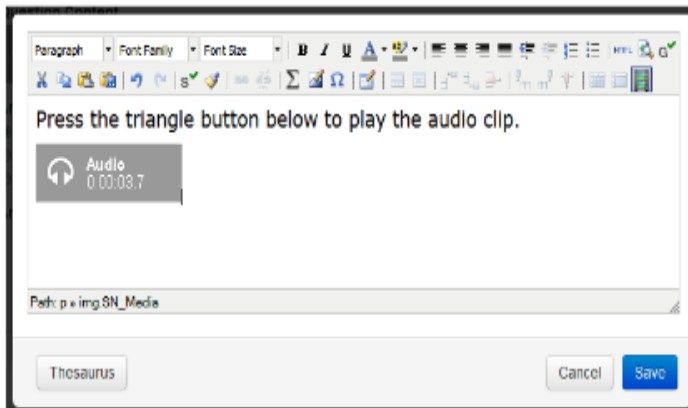 Paragraph Font Family Font Size B I U A HTML
Σ Ω
Press the triangle button below to play the audio clip.
Audio
0:00:03.7
Path: p » img.SN_Media
Thesaurus Cancel Save